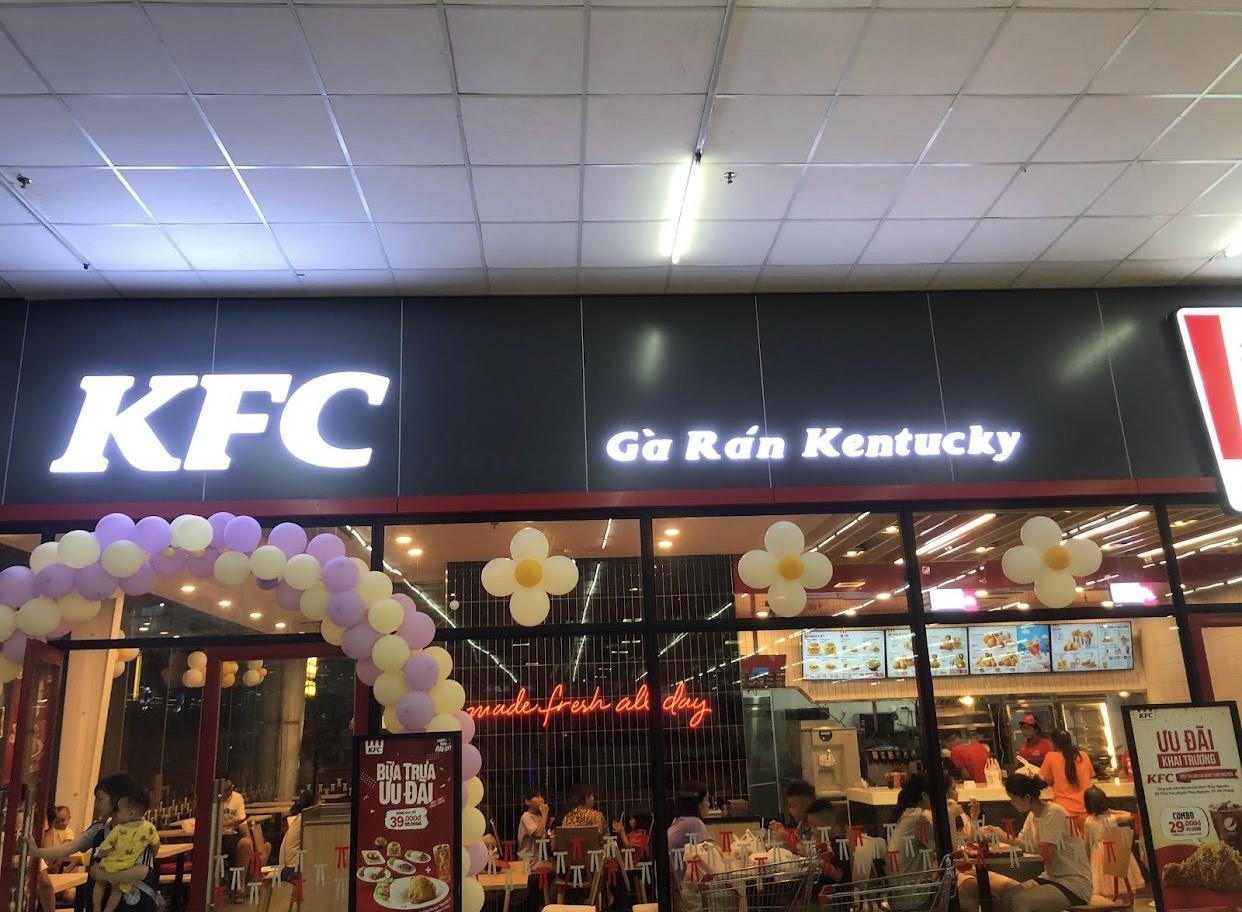 KFC
Gà Rán Kentucky
made fresh all day
KFC
BỮA TRƯA
ƯU ĐÃI
39.000đ
KFC
ƯU ĐÃI
KHAI TRƯƠNG
KFC
COMBO
29.000đ